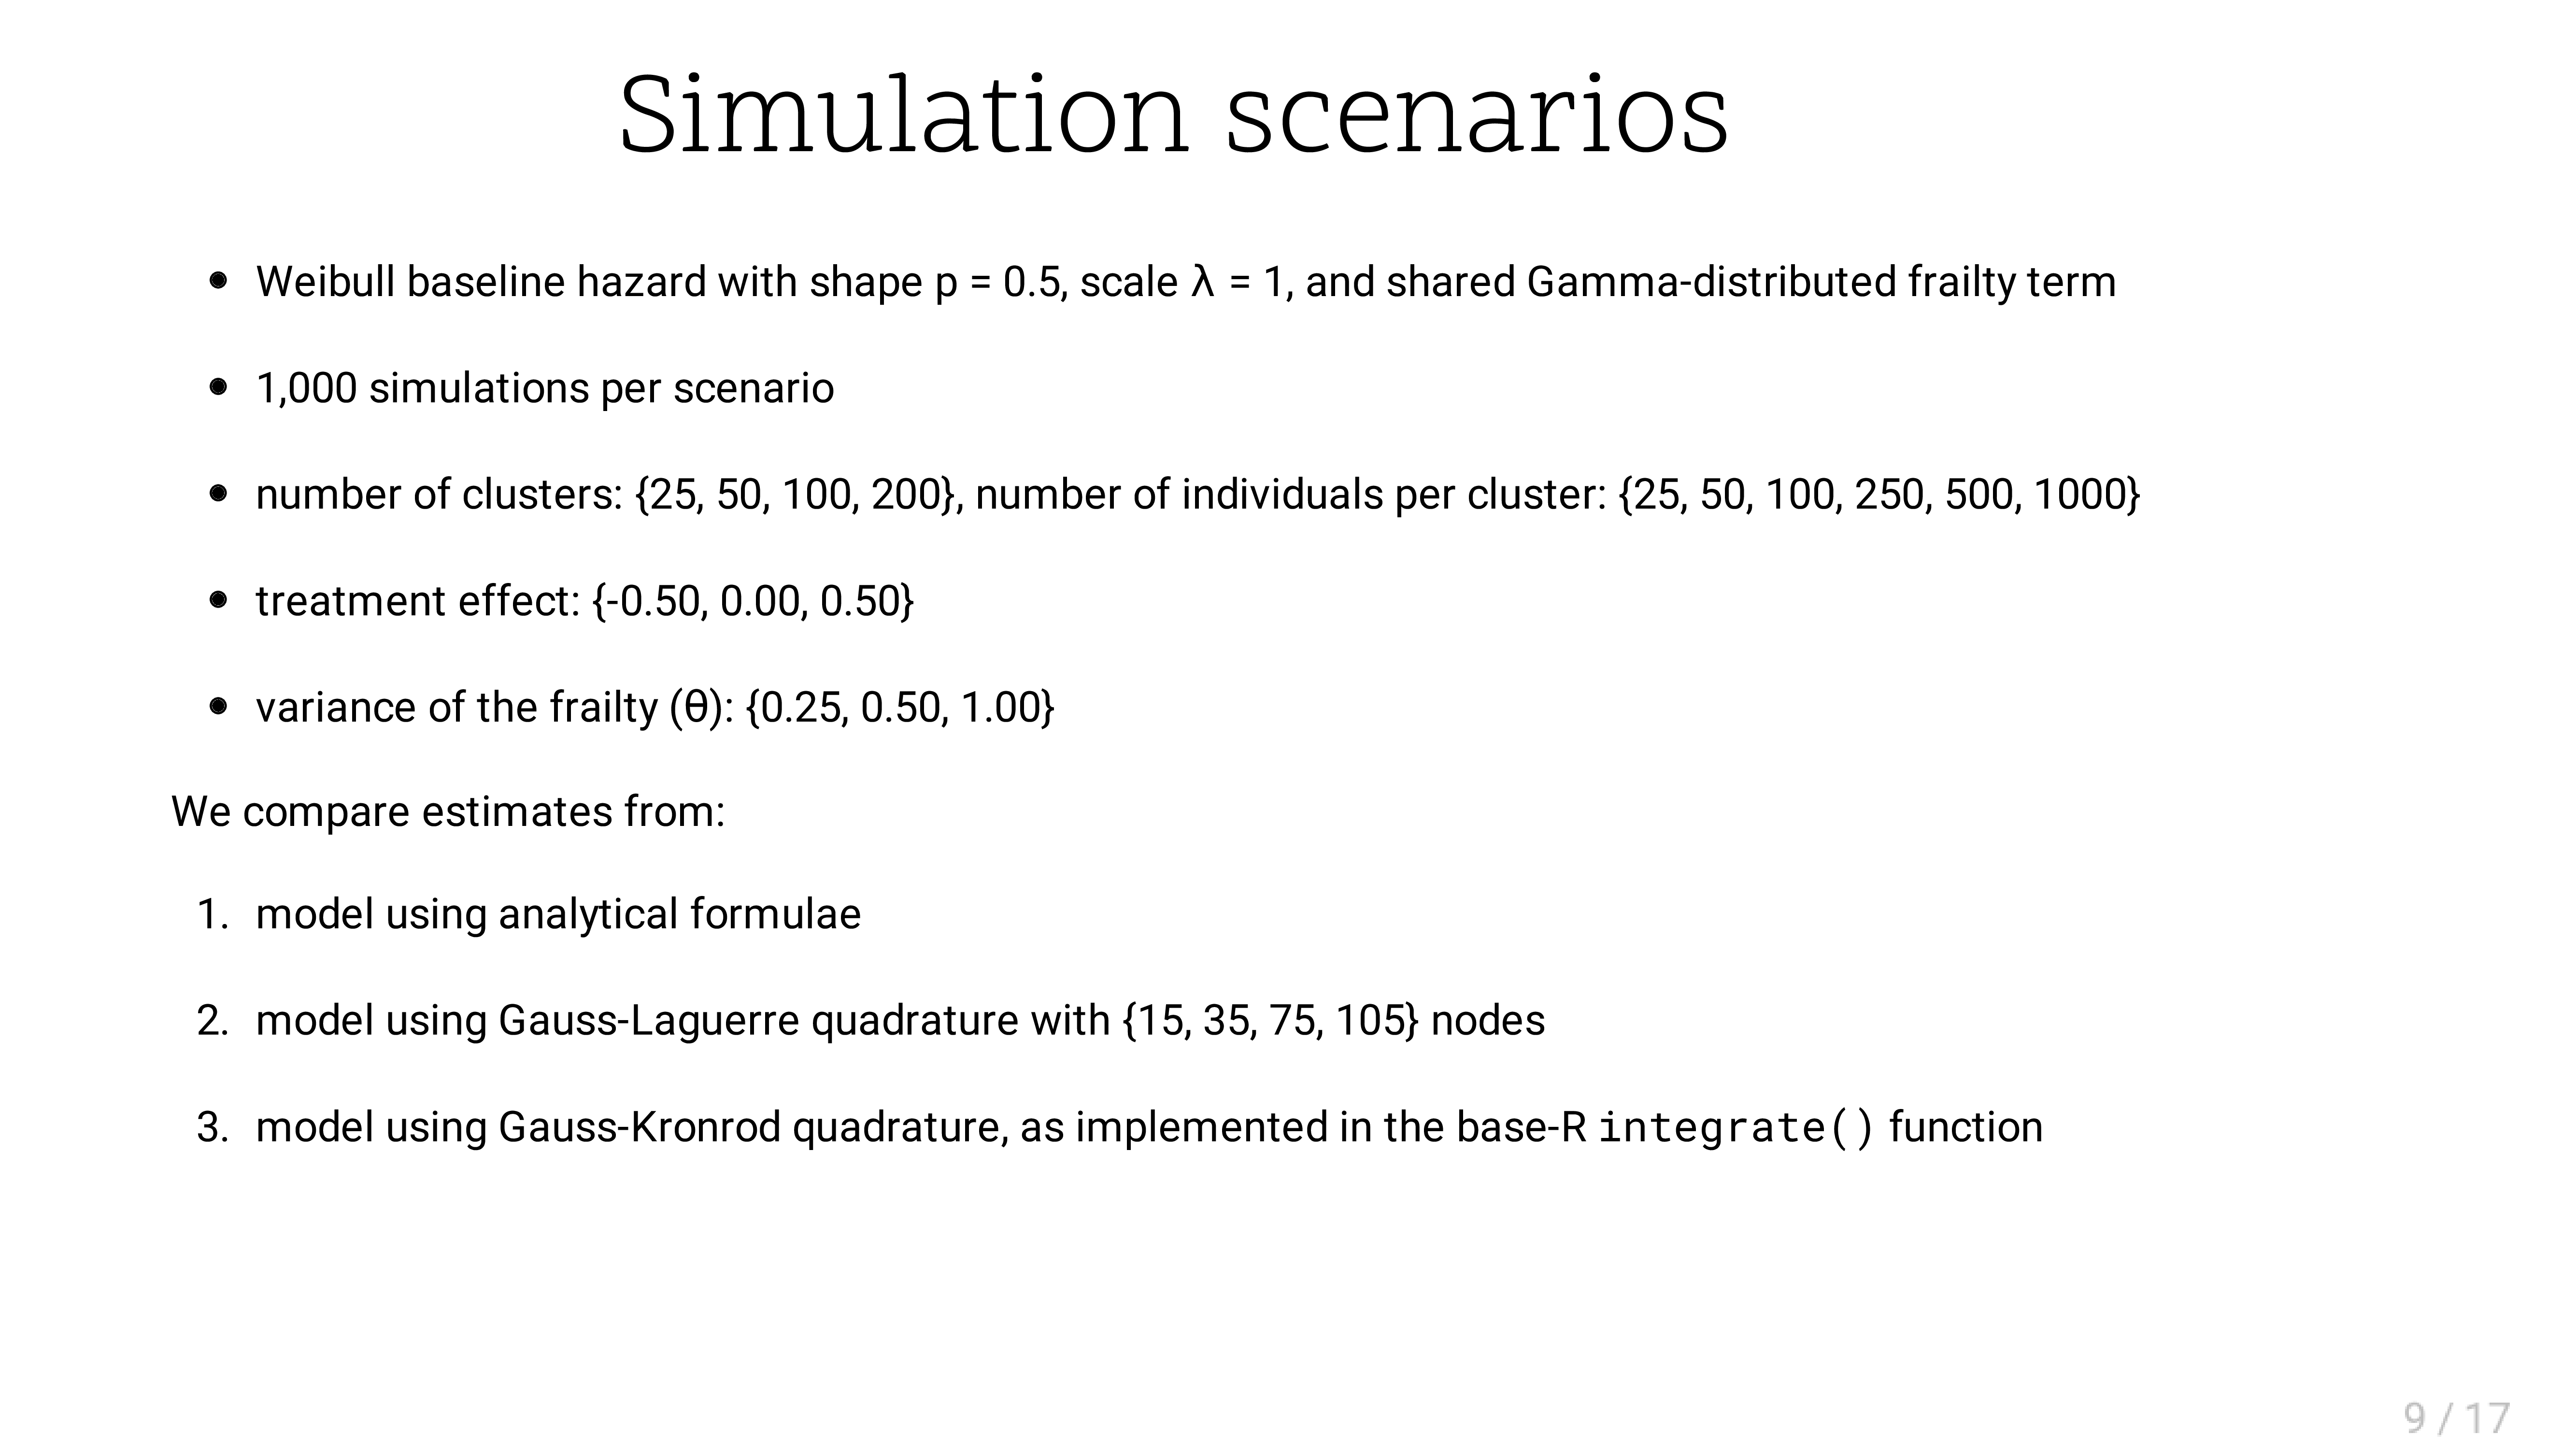 Simulation scenarios
• Weibull baseline hazard with shape p = 0.5, scale λ = 1, and shared Gamma-distributed frailty term
• 1,000 simulations per scenario
• number of clusters: {25, 50, 100, 200}, number of individuals per cluster: {25, 50, 100, 250, 500, 1000}
• treatment effect: {-0.50, 0.00, 0.50}
• variance of the frailty (θ): {0.25, 0.50, 1.00}
We compare estimates from:
1. model using analytical formulae
2. model using Gauss-Laguerre quadrature with {15, 35, 75, 105} nodes
3. model using Gauss-Kronrod quadrature, as implemented in the base-R integrate() function
9 / 17